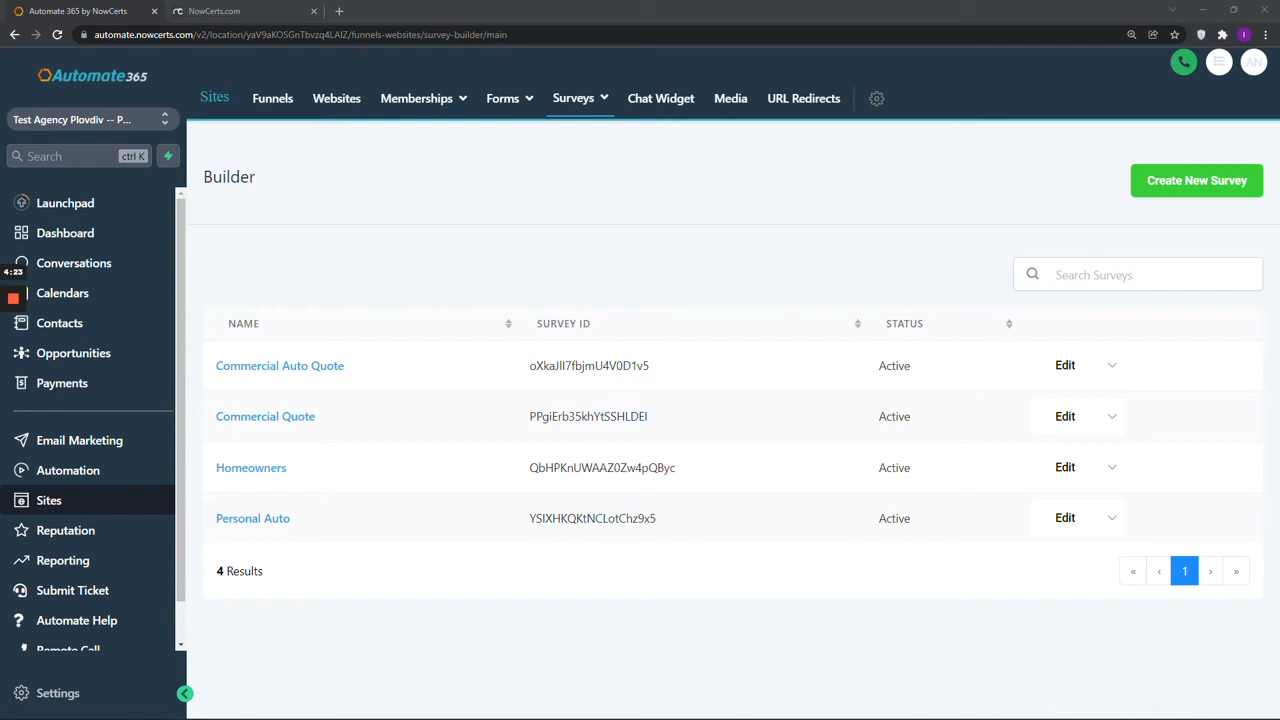 Automate 365 by NowCerts
NowCerts.com
automate.nowcerts.com/v2/location/yaV9aKOSGnTbvzq4LAIZ/funnels-websites/survey-builder/main
I
Automate365
Test Agency Plovdiv -- P...
Search ctrl K
Launchpad
Dashboard
Conversations
4:23
Calendars
Contacts
Opportunities
Payments
Email Marketing
Automation
Sites
Reputation
Reporting
Submit Ticket
Automate Help
Remote Call
Settings
AN
Sites Funnels Websites Memberships Forms Surveys Chat Widget Media URL Redirects
Builder
Create New Survey
Search Surveys
NAME SURVEY ID STATUS
Commercial Auto Quote oXkaJlI7fbjmU4V0D1v5 Active Edit
Commercial Quote PPgiErb35khYtSSHLDEI Active Edit
Homeowners QbHPKnUWAAZ0Zw4pQByc Active Edit
Personal Auto YSIXHKQKtNCLotChz9x5 Active Edit
4 Results
« ‹ 1 › »